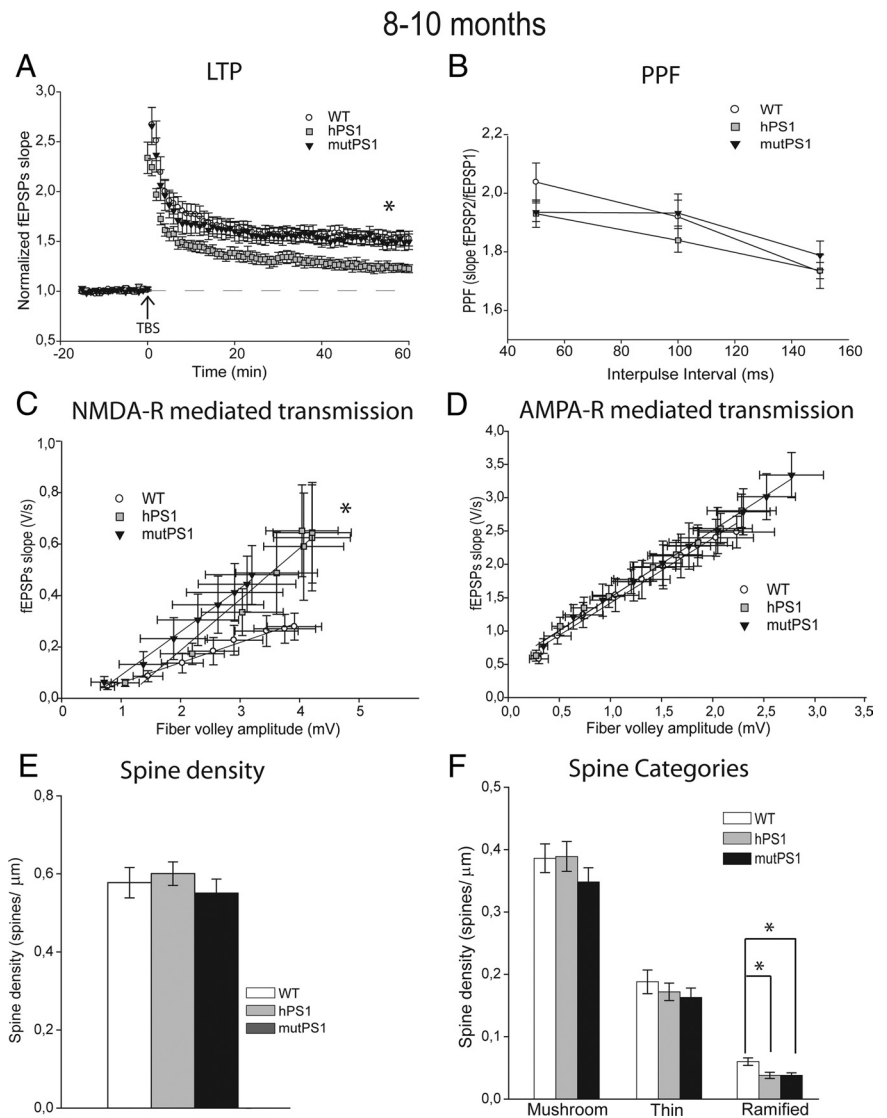 8-10 months
A
LTP
Normalized fEPSPs slope
3,0
2,5
2,0
1,5
1,0
0,5
WT
hPS1
mutPS1
*
TBS
-20 0 20 40 60
Time (min)
B
PPF
PPF (slope fEPSP2/fEPSP1)
2,2
2,0
1,8
1,6
WT
hPS1
mutPS1
40 60 80 100 120 140 160
Interpulse Interval (ms)
C
NMDA-R mediated transmission
fEPSPs slope (V/s)
1,0
0,8
0,6
0,4
0,2
0,0
WT
hPS1
mutPS1
*
0 1 2 3 4 5
Fiber volley amplitude (mV)
D
AMPA-R mediated transmission
fEPSPs slope (V/s)
4,0
3,5
3,0
2,5
2,0
1,5
1,0
0,5
0,0
WT
hPS1
mutPS1
0,0 0,5 1,0 1,5 2,0 2,5 3,0 3,5
Fiber volley amplitude (mV)
E
Spine density
Spine density (spines/ μm)
0,8
0,6
0,4
0,2
0,0
WT
hPS1
mutPS1
F
Spine Categories
Spine density (spines/ μm)
0,5
0,4
0,3
0,2
0,1
0,0
WT
hPS1
mutPS1
*
*
Mushroom Thin Ramified